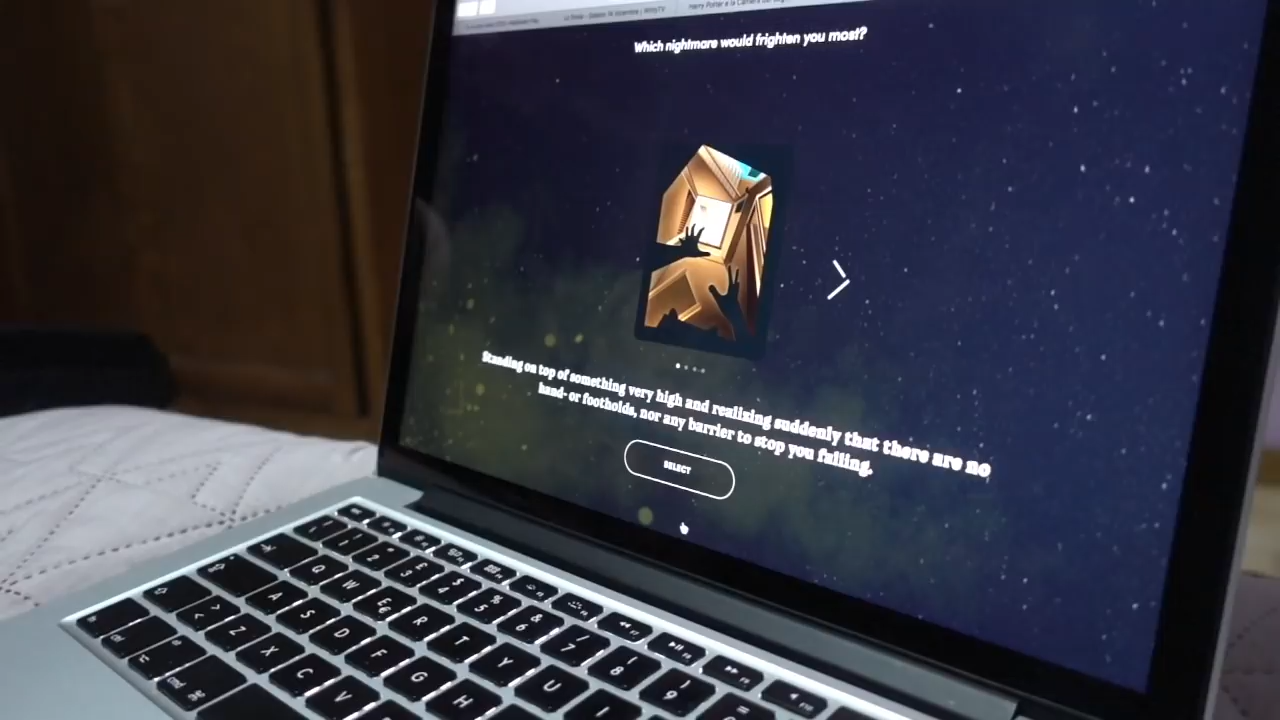 Which nightmare would frighten you most?
Standing on top of something very high and realizing suddenly that there are no
hand- or footholds, nor any barrier to stop you falling.
SELECT
Q W E R T Y U I
A S D F G H
Z X C V
cmd